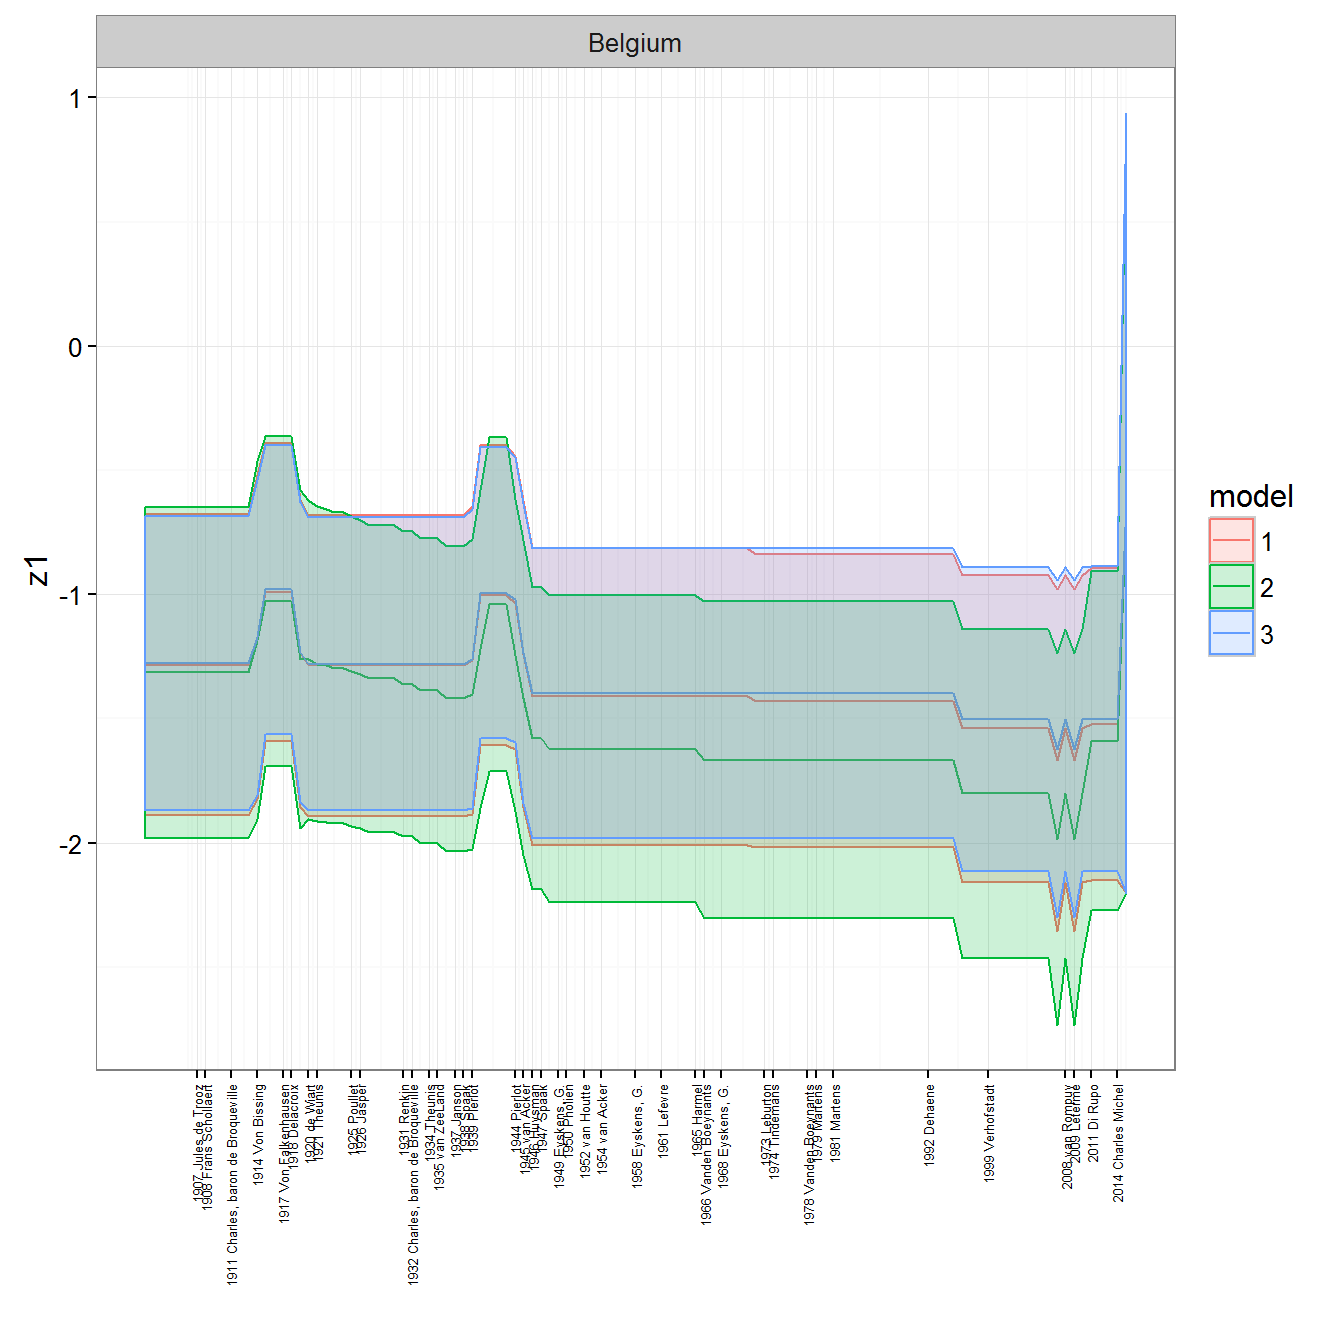 Belgium
1
0
-1
-2
z1
model
1
2
3
1907 Jules de Trooz
1908 Frans Schollaert
1911 Charles, baron de Broqueville
1914 Von Bissing
1917 Von Falkenhausen
1918 Delacroix
1920 de Wiart
1921 Theunis
1925 Poullet
1926 Jasper
1931 Renkin
1932 Charles, baron de Broqueville
1934 Theunis
1935 van ZeeLand
1937 Janson
1938 Spaak
1939 Pierlot
1944 Pierlot
1945 van Acker
1946 Huysman
1947 Spaak
1949 Eyskens, G.
1950 Pholien
1952 van Houtte
1954 van Acker
1958 Eyskens, G.
1961 Lefevre
1965 Harmel
1966 Vanden Boeynants
1968 Eyskens, G.
1973 Leburton
1974 Tindemans
1978 Vanden Boeynants
1979 Martens
1981 Martens
1992 Dehaene
1999 Verhofstadt
2008 van Rompuy
2009 Leterme
2011 Di Rupo
2014 Charles Michel